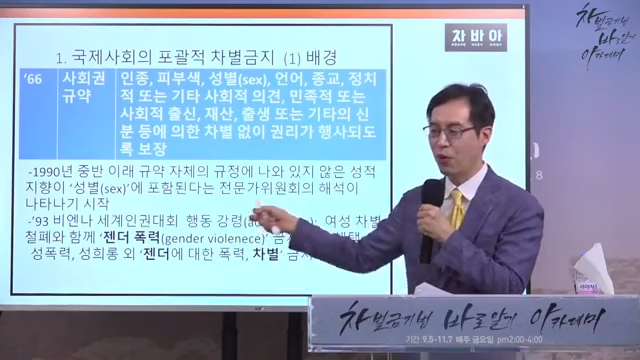 차바아
1. 국제사회의 포괄적 차별금지 (1) 배경
‘66 사회권 규약
인종, 피부색, 성별(sex), 언어, 종교, 정치
적 또는 기타 사회적 의견, 민족적 또는
사회적 출신, 재산, 출생 또는 기타의 신
분 등에 의한 차별 없이 권리가 행사되도
록 보장
-1990년 중반 이래 규약 자체의 규정에 나와 있지 않은 성적
지향이 ‘성별(sex)’에 포함된다는 전문가위원회의 해석이
나타나기 시작
-’93 비엔나 세계인권대회 행동 강령 여성 차별
철폐와 함께 ‘젠더 폭력(gender violenece)’
성폭력, 성희롱 외 ‘젠더에 대한 폭력, 차별’
차별금지법
바로알기
아카데미
8
차별금지법 바로알기 아카데미
기간 9.5-11.7 매주 금요일 pm2:00-4:00